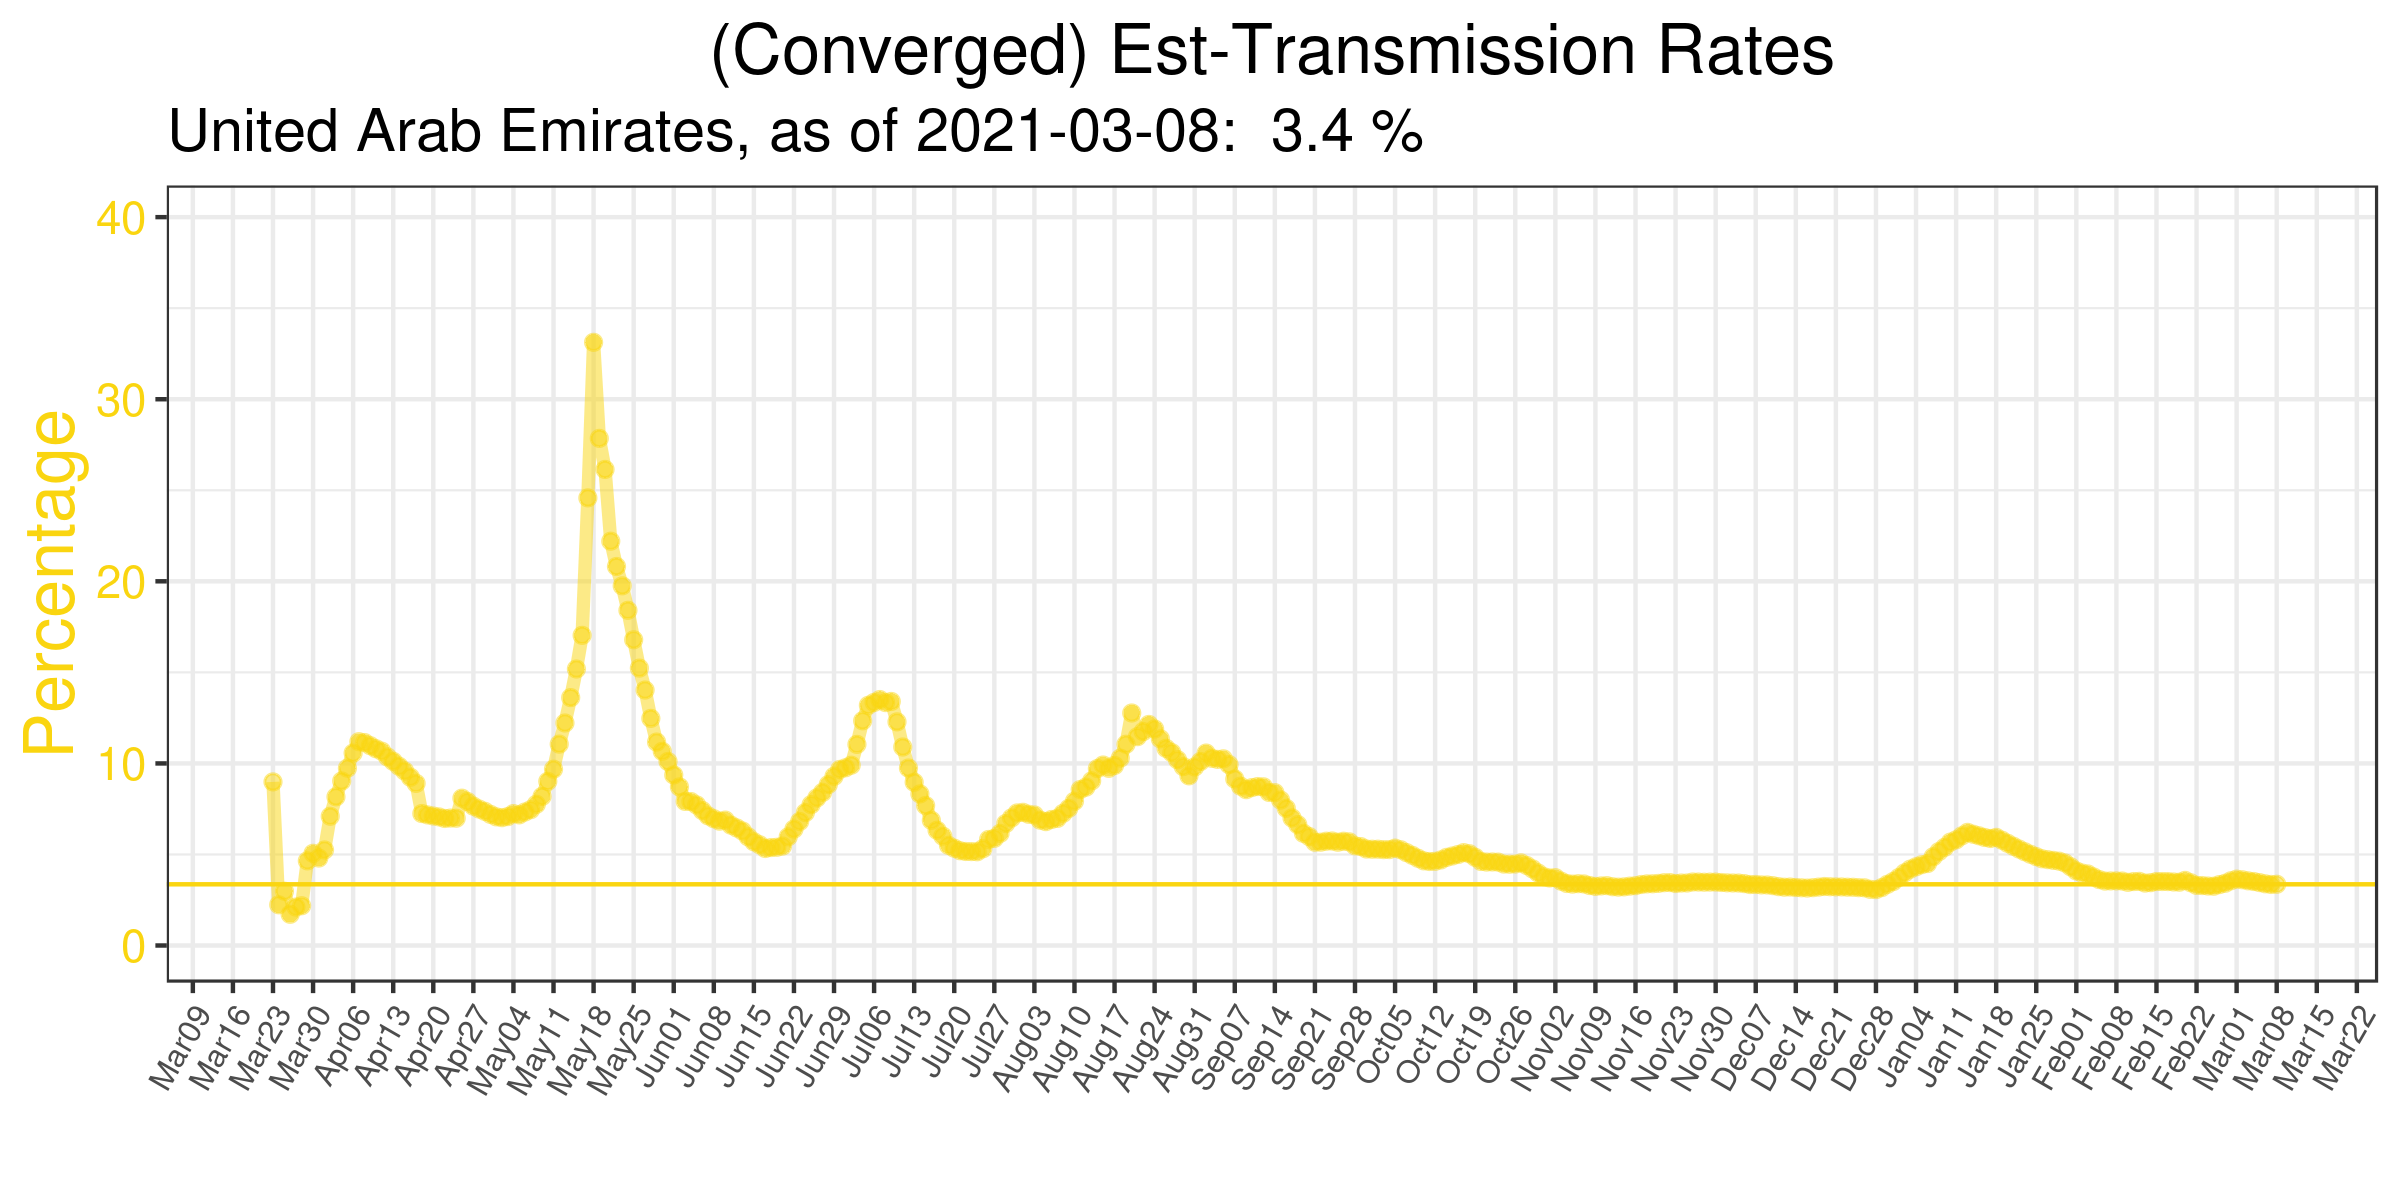 (Converged) Est-Transmission Rates
United Arab Emirates, as of 2021-03-08:  3.4 %
Percentage
40
30
20
10
0
Mar09
Mar16
Mar23
Mar30
Apr06
Apr13
Apr20
Apr27
May04
May11
May18
May25
Jun01
Jun08
Jun15
Jun22
Jun29
Jul06
Jul13
Jul20
Jul27
Aug03
Aug10
Aug17
Aug24
Aug31
Sep07
Sep14
Sep21
Sep28
Oct05
Oct12
Oct19
Oct26
Nov02
Nov09
Nov16
Nov23
Nov30
Dec07
Dec14
Dec21
Dec28
Jan04
Jan11
Jan18
Jan25
Feb01
Feb08
Feb15
Feb22
Mar01
Mar08
Mar15
Mar22